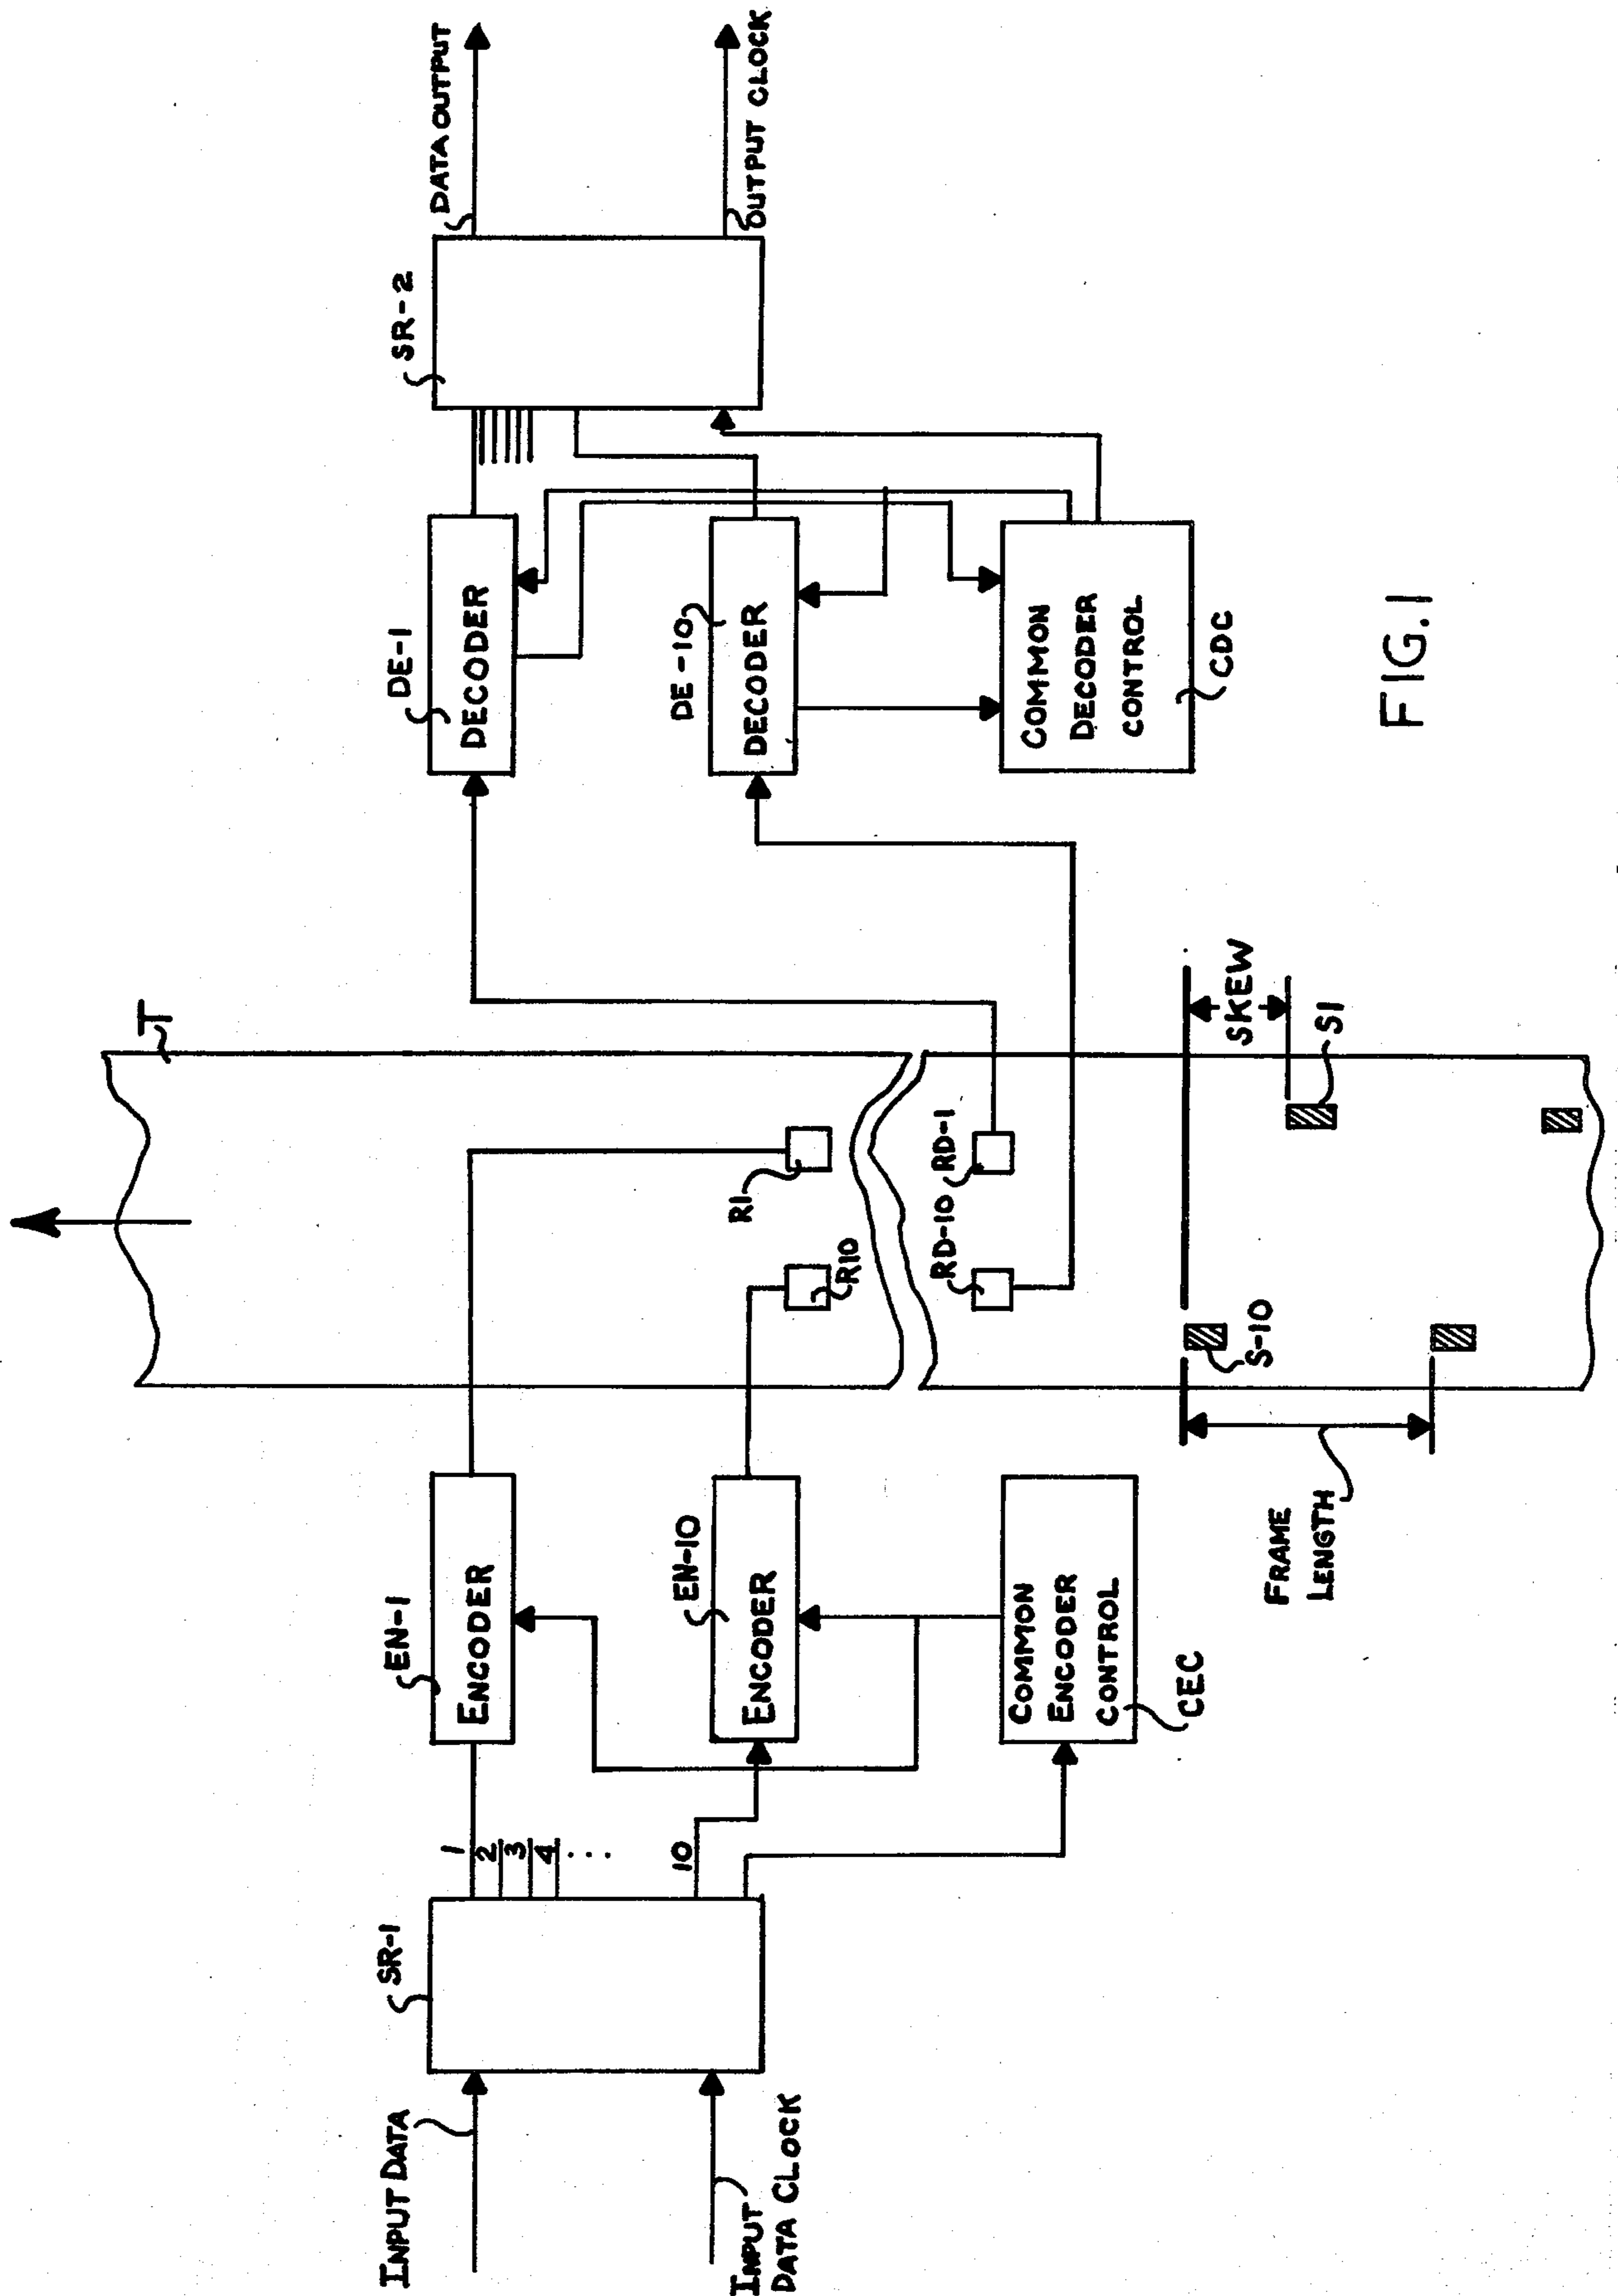 INPUT DATA
INPUT
DATA CLOCK
SR-1
1
2
3
4
...
10
EN-1
ENCODER
EN-10
ENCODER
COMMON
ENCODER
CONTROL
CEC
FRAME
LENGTH
T
R1
R10
RD-10
RD-1
S-10
S1
SKEW
DE-1
DECODER
DE-10
DECODER
COMMON
DECODER
CONTROL
CDC
SR-2
DATA OUTPUT
OUTPUT CLOCK
FIG.1